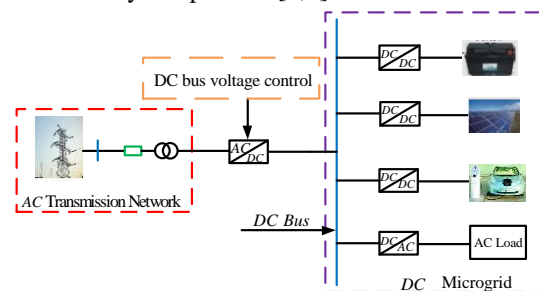 DC bus voltage control
AC
DC
AC Transmission Network
DC Bus
DC
DC
DC
DC
DC
DC
DC
AC
AC Load
DC Microgrid